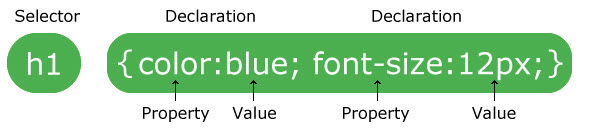 Selector Declaration Declaration
h1 {color:blue; font-size:12px;}
Property Value Property Value